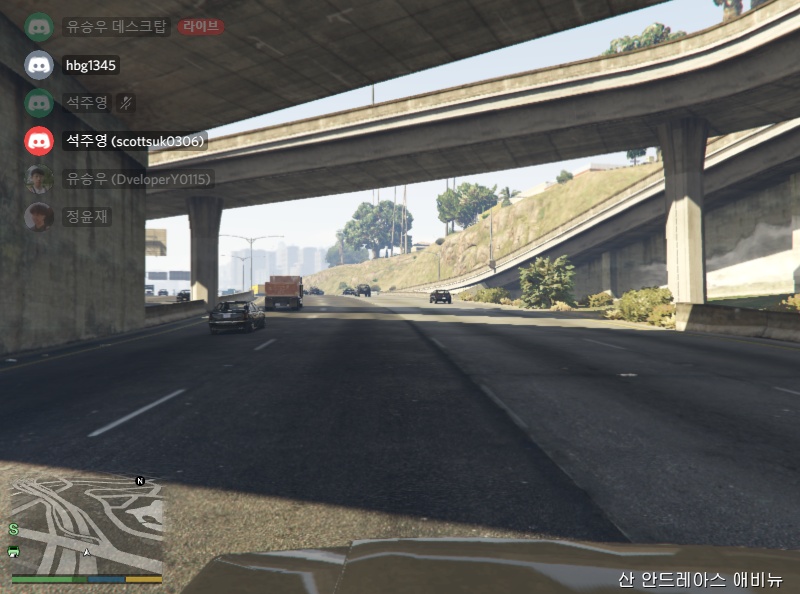 유승우 데스크탑 라이브
hbg1345
석주영
석주영 (scottsuk0306)
유승우 (DveloperY0115)
정윤재
N
S
산 안드레아스 애비뉴